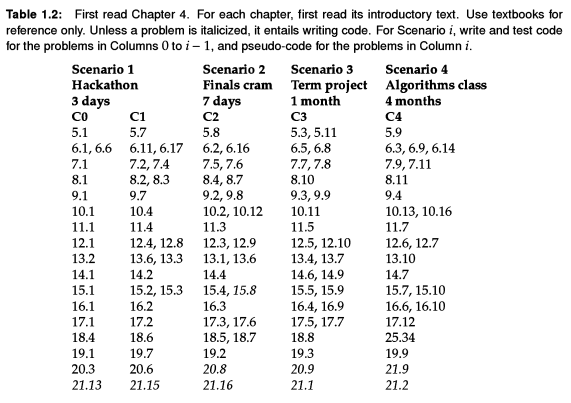 Table 1.2: First read Chapter 4. For each chapter, first read its introductory text. Use textbooks for
reference only. Unless a problem is italicized, it entails writing code. For Scenario i, write and test code
for the problems in Columns 0 to i − 1, and pseudo-code for the problems in Column i.
Scenario 1 Scenario 2 Scenario 3 Scenario 4
Hackathon Finals cram Term project Algorithms class
3 days 7 days 1 month 4 months
C0 C1 C2 C3 C4
5.1 5.7 5.8 5.3, 5.11 5.9
6.1, 6.6 6.11, 6.17 6.2, 6.16 6.5, 6.8 6.3, 6.9, 6.14
7.1 7.2, 7.4 7.5, 7.6 7.7, 7.8 7.9, 7.11
8.1 8.2, 8.3 8.4, 8.7 8.10 8.11
9.1 9.7 9.2, 9.8 9.3, 9.9 9.4
10.1 10.4 10.2, 10.12 10.11 10.13, 10.16
11.1 11.4 11.3 11.5 11.7
12.1 12.4, 12.8 12.3, 12.9 12.5, 12.10 12.6, 12.7
13.2 13.6, 13.3 13.1, 13.6 13.4, 13.7 13.10
14.1 14.2 14.4 14.6, 14.9 14.7
15.1 15.2, 15.3 15.4, 15.8 15.5, 15.9 15.7, 15.10
16.1 16.2 16.3 16.4, 16.9 16.6, 16.10
17.1 17.2 17.3, 17.6 17.5, 17.7 17.12
18.4 18.6 18.5, 18.7 18.8 25.34
19.1 19.7 19.2 19.3 19.9
20.3 20.6 20.8 20.9 21.9
21.13 21.15 21.16 21.1 21.2